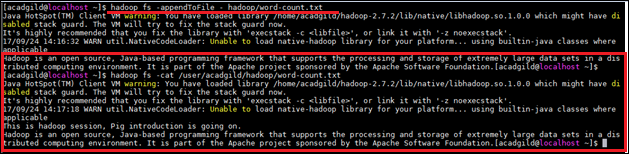 [acadgild@localhost ~]$ hadoop fs -appendToFile - hadoop/word-count.txt
Java HotSpot(TM) Client VM warning: You have loaded library /home/acadgild/hadoop-2.7.2/lib/native/libhadoop.so.1.0.0 which might have di
sabled stack guard. The VM will try to fix the stack guard now.
It's highly recommended that you fix the library with 'execstack -c <libfile>', or link it with '-z noexecstack'.
17/09/24 14:16:32 WARN util.NativeCodeLoader: Unable to load native-hadoop library for your platform... using builtin-java classes where
applicable
Hadoop is an open source, Java-based programming framework that supports the processing and storage of extremely large data sets in a dis
tributed computing environment. It is part of the Apache project sponsored by the Apache Software Foundation.[acadgild@localhost ~]$
[acadgild@localhost ~]$ hadoop fs -cat /user/acadgild/hadoop/word-count.txt
Java HotSpot(TM) Client VM warning: You have loaded library /home/acadgild/hadoop-2.7.2/lib/native/libhadoop.so.1.0.0 which might have di
sabled stack guard. The VM will try to fix the stack guard now.
It's highly recommended that you fix the library with 'execstack -c <libfile>', or link it with '-z noexecstack'.
17/09/24 14:17:18 WARN util.NativeCodeLoader: Unable to load native-hadoop library for your platform... using builtin-java classes where
applicable
This is hadoop session, Pig introduction is going on.
Hadoop is an open source, Java-based programming framework that supports the processing and storage of extremely large data sets in a dis
tributed computing environment. It is part of the Apache project sponsored by the Apache Software Foundation.[acadgild@localhost ~]$